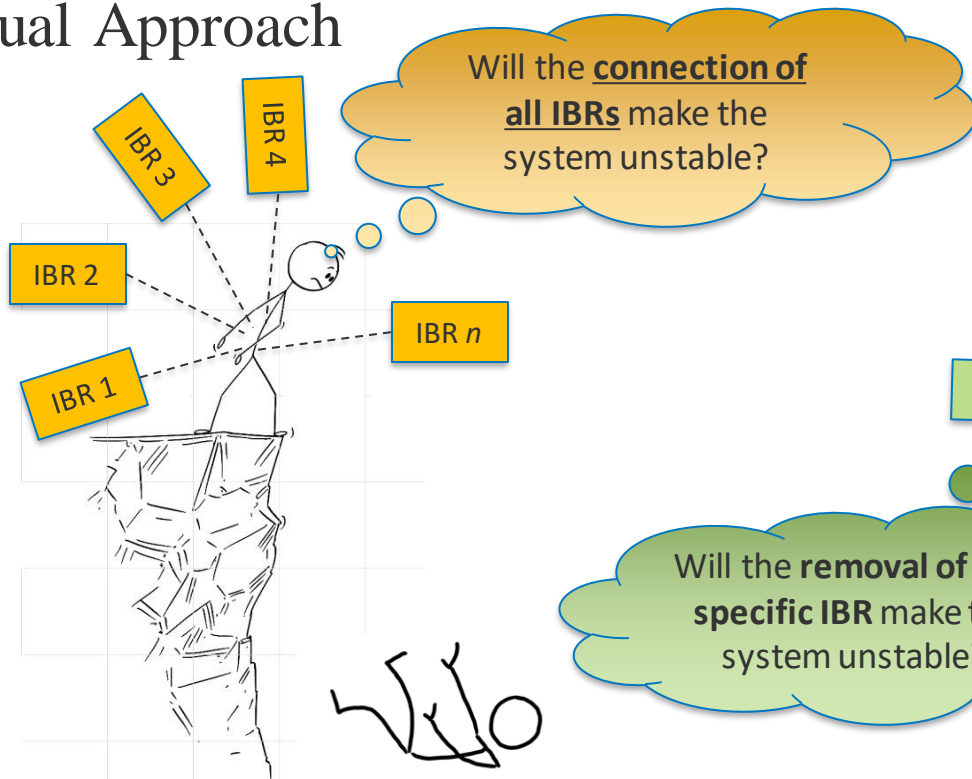 ual Approach
Will the connection of
all IBRs make the
system unstable?
IBR 4
IBR 3
IBR 2
IBR n
IBR 1
Will the removal of
specific IBR make
system unstable?